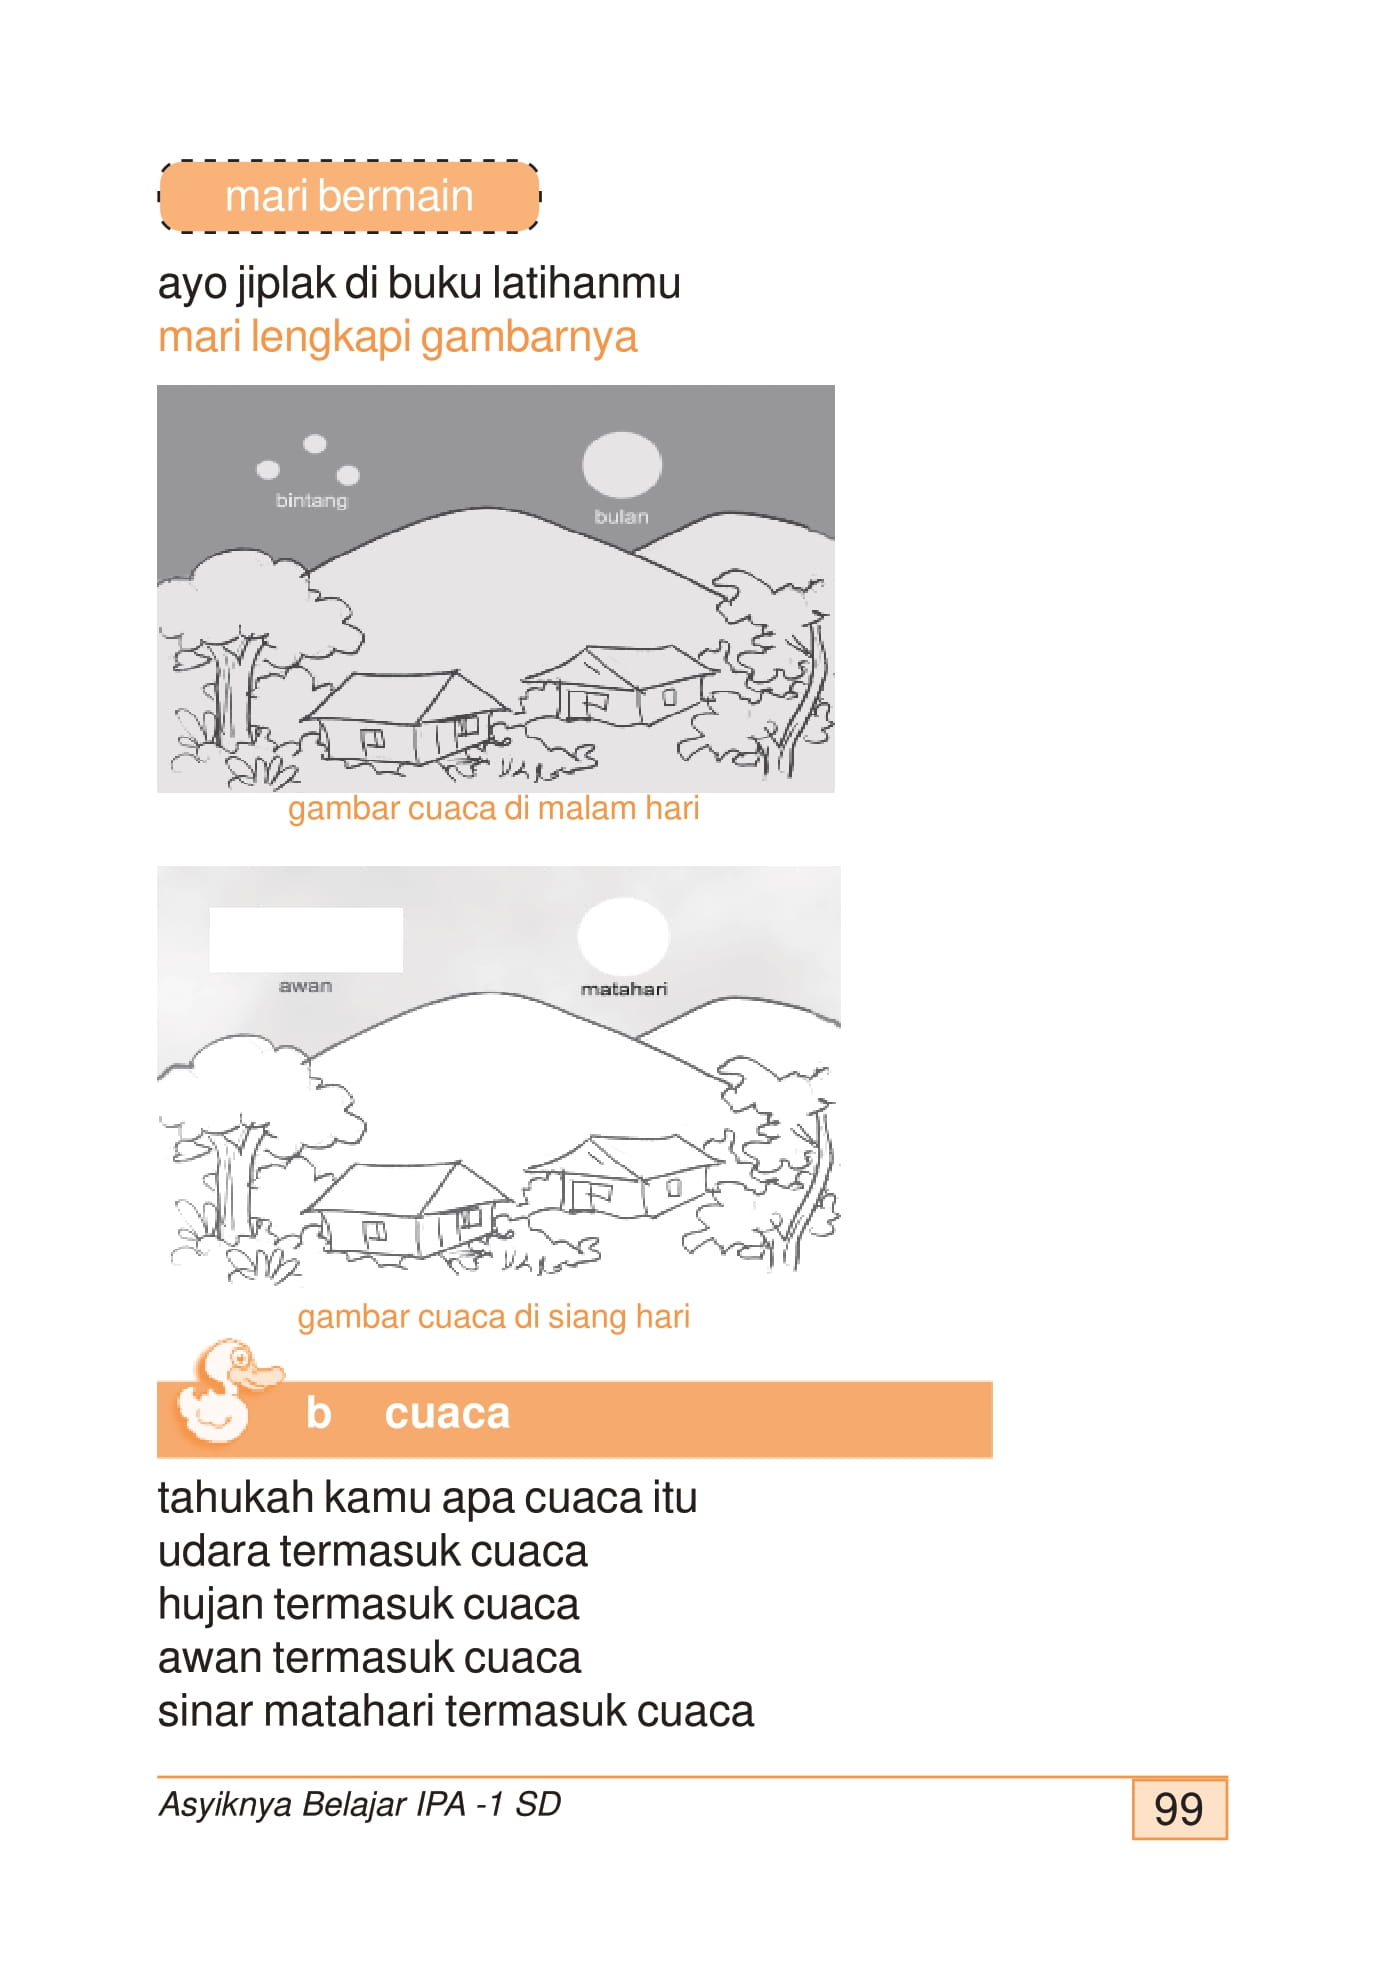 mari bermain
ayo jiplak di buku latihanmu
mari lengkapi gambarnya
bintang
bulan
gambar cuaca di malam hari
awan
matahari
gambar cuaca di siang hari
b cuaca
tahukah kamu apa cuaca itu
udara termasuk cuaca
hujan termasuk cuaca
awan termasuk cuaca
sinar matahari termasuk cuaca
Asyiknya Belajar IPA -1 SD
99